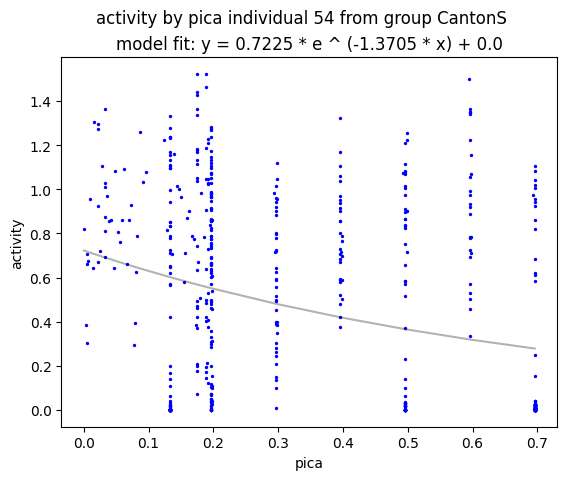 activity by pica individual 54 from group CantonS
model fit: y = 0.7225 * e ^ (-1.3705 * x) + 0.0
activity
1.4
1.2
1.0
0.8
0.6
0.4
0.2
0.0
0.0 0.1 0.2 0.3 0.4 0.5 0.6 0.7
pica